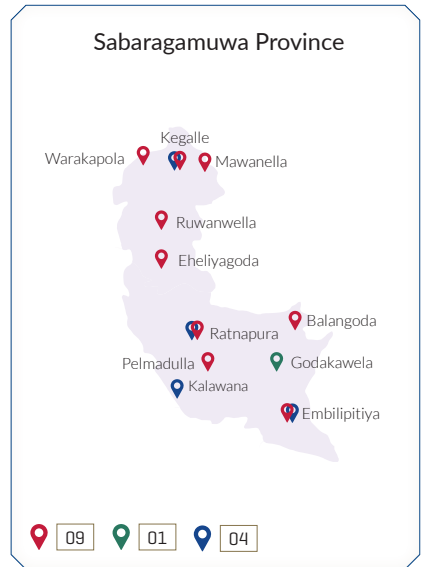 Sabaragamuwa Province
Kegalle
Warakapola
Mawanella
Ruwanwella
Eheliyagoda
Balangoda
Ratnapura
Pelmadulla
Godakawela
Kalawana
Embilipitiya
09 01 04